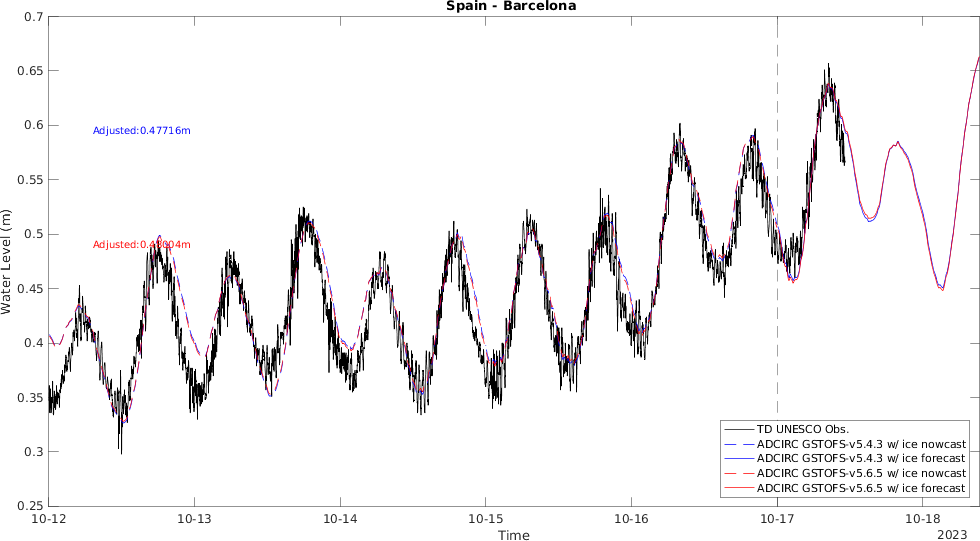 Spain - Barcelona
0.7
0.65
0.6
0.55
0.5
0.45
0.4
0.35
0.3
0.25
Water Level (m)
Adjusted:0.47716m
Adjusted:0.48004m
TD UNESCO Obs.
ADCIRC GSTOFS-v5.4.3 w/ ice nowcast
ADCIRC GSTOFS-v5.4.3 w/ ice forecast
ADCIRC GSTOFS-v5.6.5 w/ ice nowcast
ADCIRC GSTOFS-v5.6.5 w/ ice forecast
10-12 10-13 10-14 10-15 10-16 10-17 10-18
Time
2023